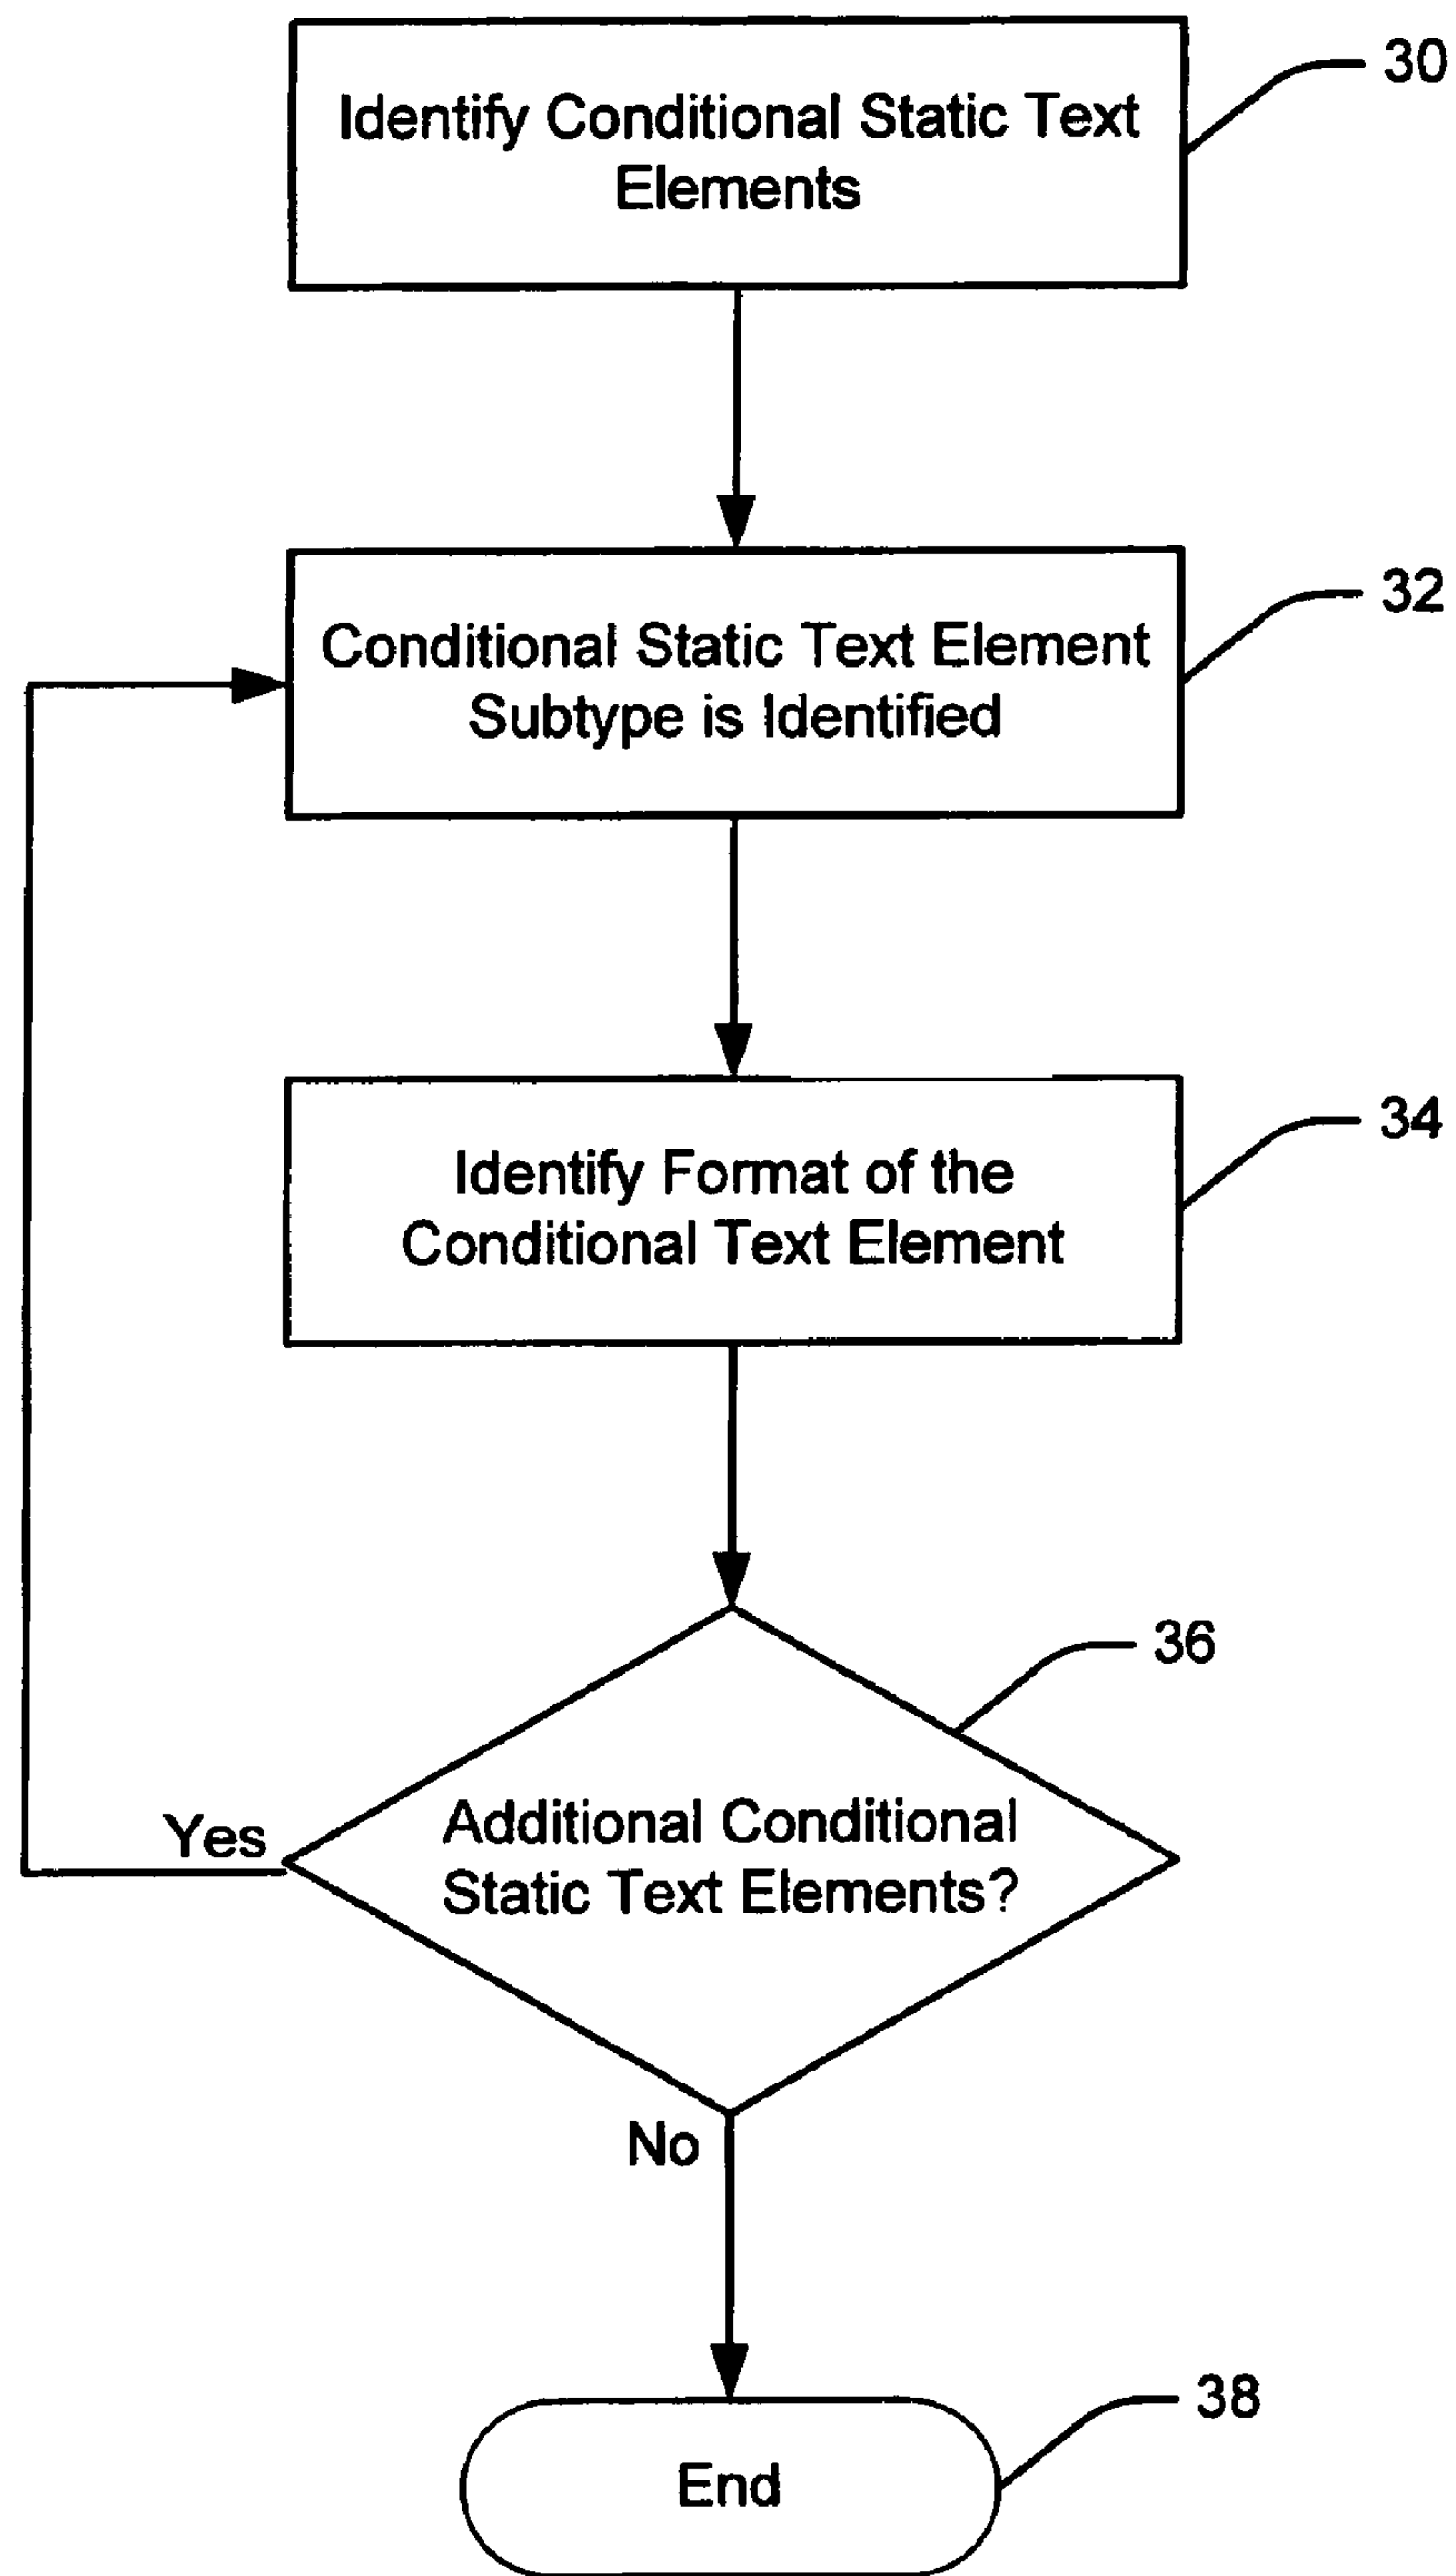 30
Identify Conditional Static Text
Elements
32
Conditional Static Text Element
Subtype is Identified
34
Identify Format of the
Conditional Text Element
36
Additional Conditional
Static Text Elements?
Yes
No
38
End